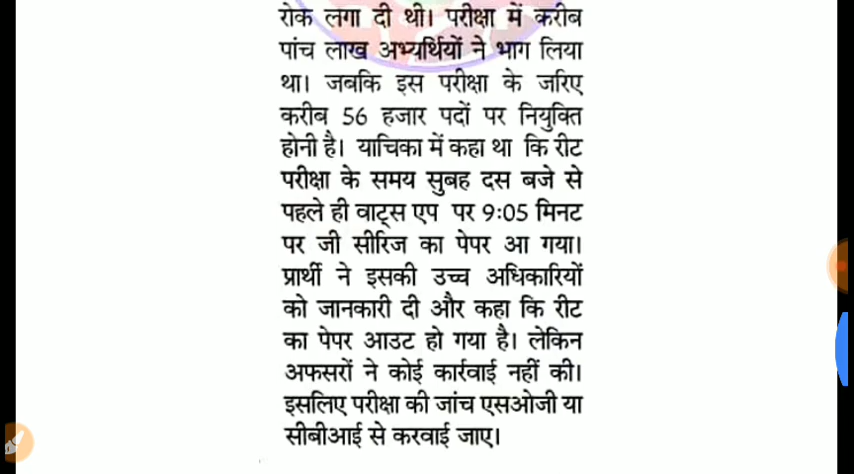 रोक लगा दी थी। परीक्षा में करीब
पांच लाख अभ्यर्थियों ने भाग लिया
था। जबकि इस परीक्षा के जरिए
करीब 56 हजार पदों पर नियुक्ति
होनी है। याचिका में कहा था कि रीट
परीक्षा के समय सुबह दस बजे से
पहले ही वाट्स एप पर 9:05 मिनट
पर जी सीरिज का पेपर आ गया।
प्रार्थी ने इसकी उच्च अधिकारियों
को जानकारी दी और कहा कि रीट
का पेपर आउट हो गया है। लेकिन
अफसरों ने कोई कार्रवाई नहीं की।
इसलिए परीक्षा की जांच एसओजी या
सीबीआई से करवाई जाए।